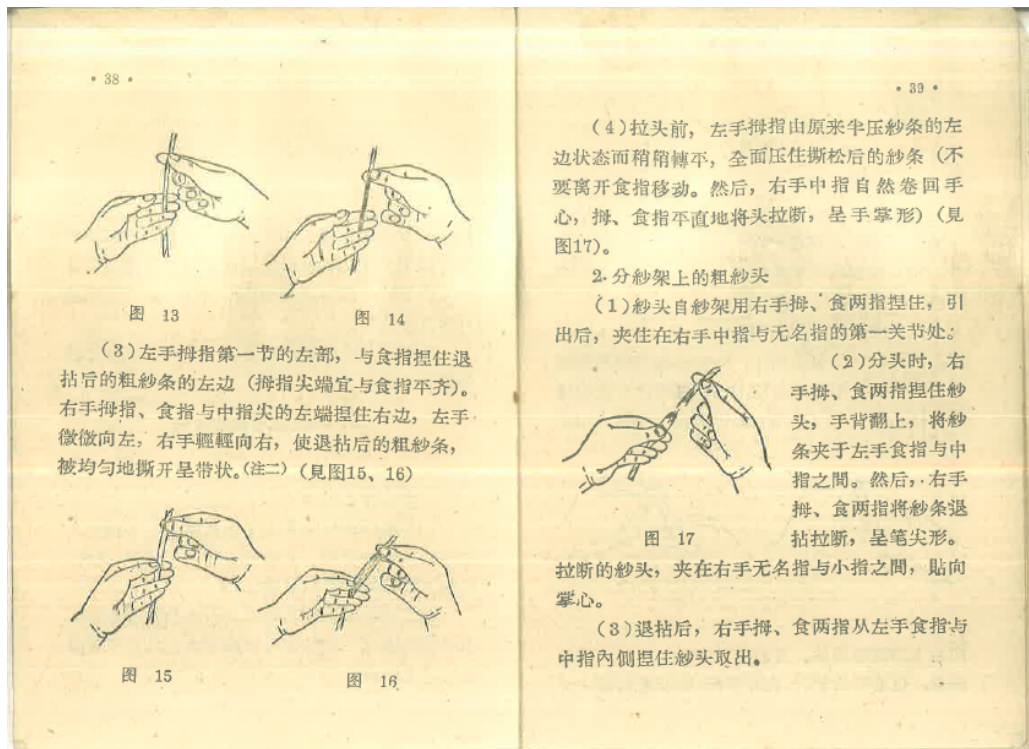 • 38 •
图 13
图 14
(3)左手拇指第一节的左部，与食指捏住退
拈后的粗紗条的左边（拇指尖端宜与食指平齐）。
右手拇指、食指与中指尖的左端捏住右边，左手
微微向左，右手輕輕向右，使退拈后的粗紗条，
被均匀地撕开呈带状。(注二)（見图15、16）
图 15
图 16
• 39 •
(4)拉头前，左手拇指由原来半压紗条的左
边状态而稍稍轉平，全面压住撕松后的紗条（不
要离开食指移动。然后，右手中指自然卷回手
心，拇、食指平直地将头拉断，呈手掌形）（見
图17）。
2.分紗架上的粗紗头
(1)紗头自紗架用右手拇、食两指捏住，引
出后，夹住在右手中指与无名指的第一关节处。
(2)分头时，右
手拇、食两指捏住紗
头，手背翻上，将紗
条夹于左手食指与中
指之間。然后，右手
拇、食两指将紗条退
拈拉断，呈笔尖形。
图 17
拉断的紗头，夹在右手无名指与小指之間，貼向
掌心。
(3)退拈后，右手拇、食两指从左手食指与
中指內側捏住紗头取出。